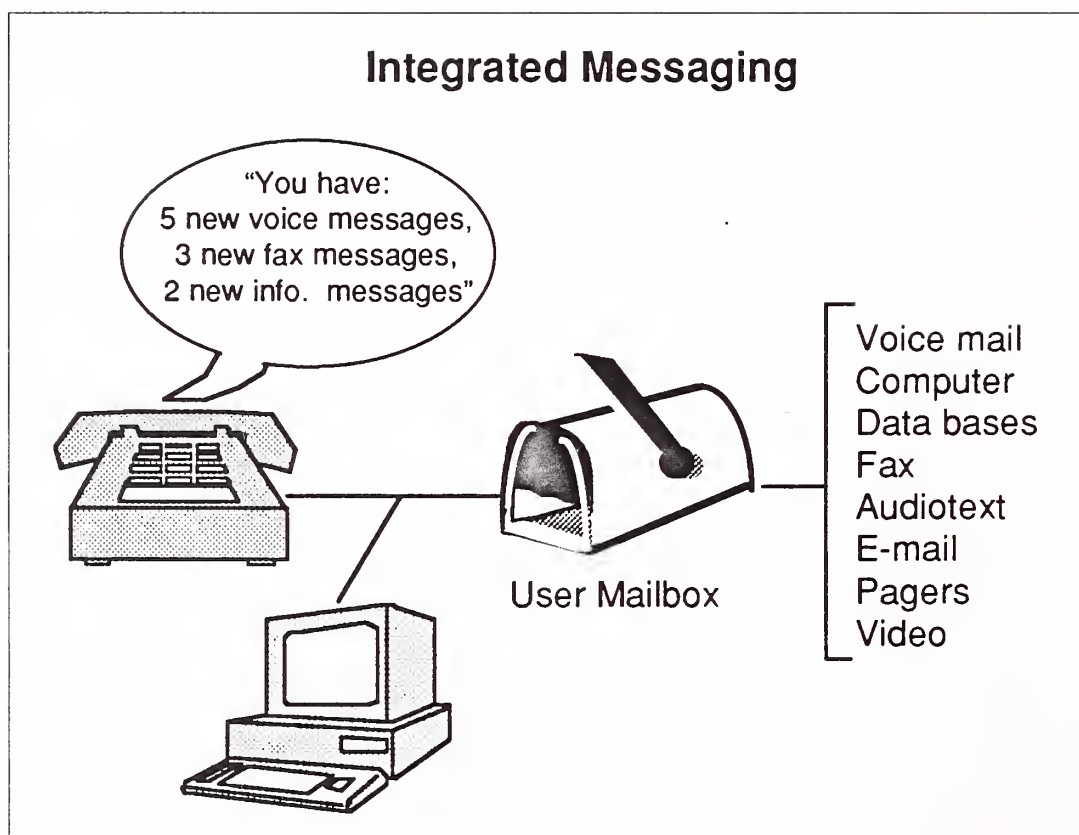 Integrated Messaging
“You have:
5 new voice messages,
3 new fax messages,
2 new info. messages”
Voice mail
Computer
Data bases
Fax
Audiotext
E-mail
Pagers
Video
User Mailbox